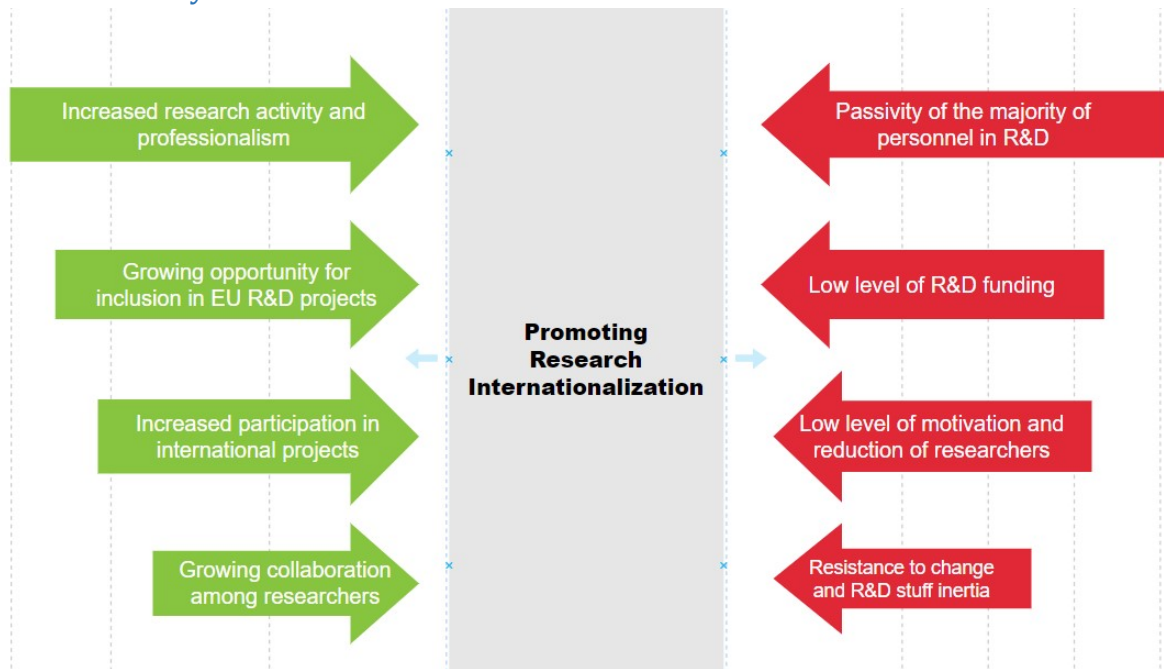 Increased research activity and
professionalism
Growing opportunity for
inclusion in EU R&D projects
Increased participation in
international projects
Growing collaboration
among researchers
Promoting
Research
Internationalization
Passivity of the majority of
personnel in R&D
Low level of R&D funding
Low level of motivation and
reduction of researchers
Resistance to change
and R&D stuff inertia